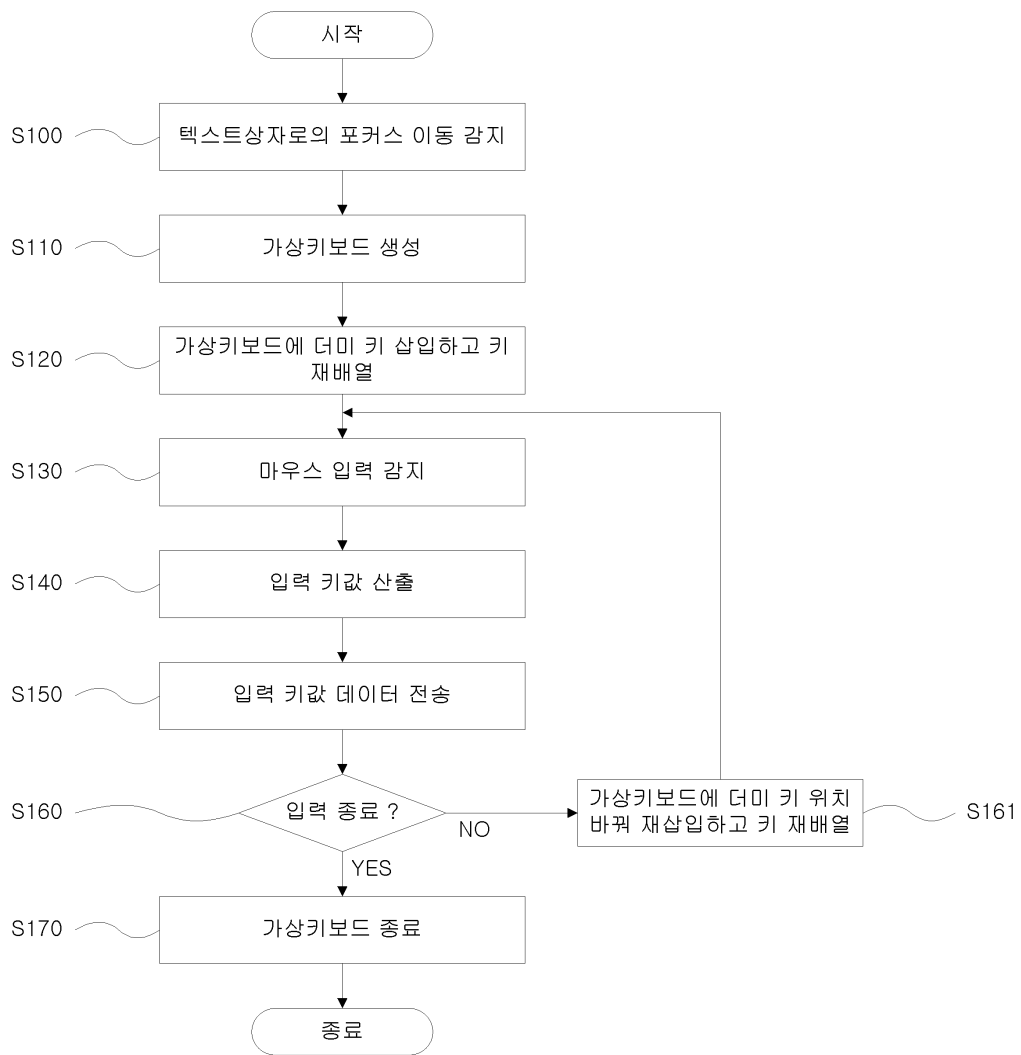 시작
S100
텍스트상자로의 포커스 이동 감지
S110
가상키보드 생성
S120
가상키보드에 더미 키 삽입하고 키
재배열
S130
마우스 입력 감지
S140
입력 키값 산출
S150
입력 키값 데이터 전송
S160
입력 종료 ?
NO
가상키보드에 더미 키 위치
바꿔 재삽입하고 키 재배열
S161
YES
S170
가상키보드 종료
종료